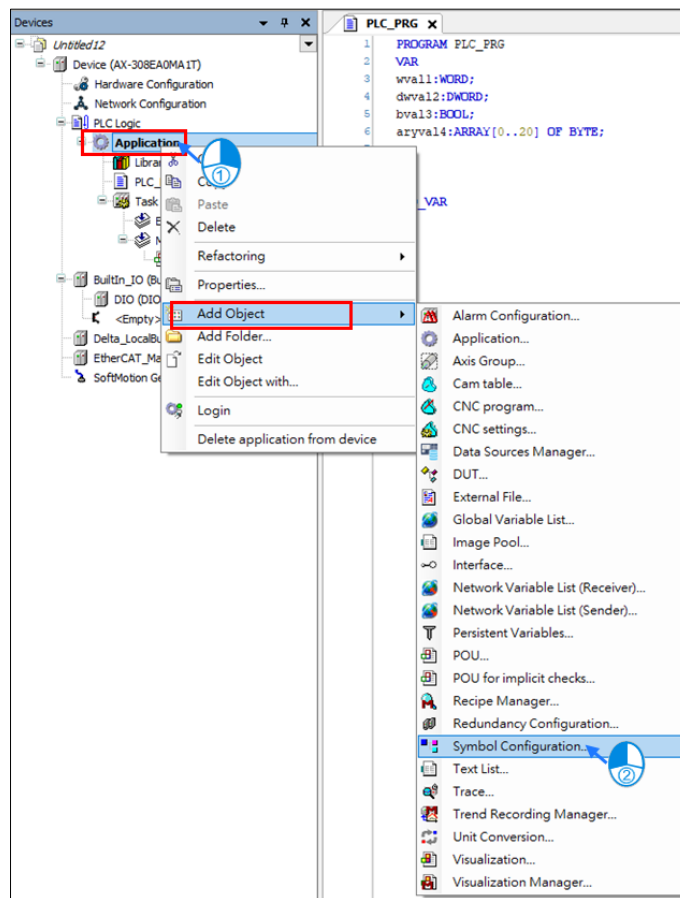 Devices
Untitled12
Device (AX-308EA0MA1T)
Hardware Configuration
Network Configuration
PLC Logic
Application
PLC_
Task
BuiltIn_IO
DIO (DIO
<Empty>
Delta_LocalBu
EtherCAT_Ma
SoftMotion Ge
PLC_PRG
1 PROGRAM PLC_PRG
2 VAR
3 wval1:WORD;
4 dwval2:DWORD;
5 bval3:BOOL;
6 aryval4:ARRAY[0..20] OF BYTE;
_VAR
①
Paste
Delete
Refactoring
Properties...
Add Object
Add Folder...
Edit Object
Edit Object with...
Login
Delete application from device
Alarm Configuration...
Application...
Axis Group...
Cam table...
CNC program...
CNC settings...
Data Sources Manager...
DUT...
External File...
Global Variable List...
Image Pool...
Interface...
Network Variable List (Receiver)...
Network Variable List (Sender)...
Persistent Variables...
POU...
POU for implicit checks...
Recipe Manager...
Redundancy Configuration...
Symbol Configuration...
②
Text List...
Trace...
Trend Recording Manager...
Unit Conversion...
Visualization...
Visualization Manager...